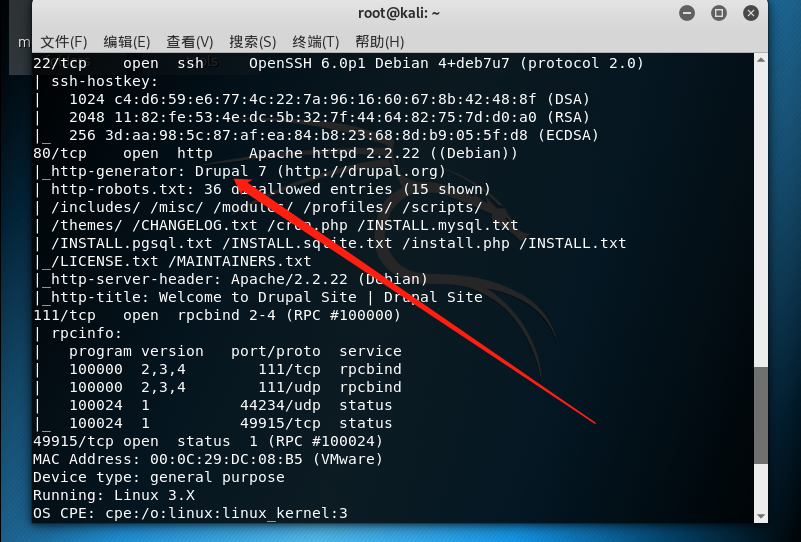 root@kali: ~
m 文件(F) 编辑(E) 查看(V) 搜索(S) 终端(T) 帮助(H)
22/tcp open ssh OpenSSH 6.0p1 Debian 4+deb7u7 (protocol 2.0)
| ssh-hostkey:
| 1024 c4:d6:59:e6:77:4c:22:7a:96:16:60:67:8b:42:48:8f (DSA)
| 2048 11:82:fe:53:4e:dc:5b:32:7f:44:64:82:75:7d:d0:a0 (RSA)
|_ 256 3d:aa:98:5c:87:af:ea:84:b8:23:68:8d:b9:05:5f:d8 (ECDSA)
80/tcp open http Apache httpd 2.2.22 ((Debian))
|_http-generator: Drupal 7 (http://drupal.org)
| http-robots.txt: 36 disallowed entries (15 shown)
| /includes/ /misc/ /modules/ /profiles/ /scripts/
| /themes/ /CHANGELOG.txt /cron.php /INSTALL.mysql.txt
| /INSTALL.pgsql.txt /INSTALL.sqlite.txt /install.php /INSTALL.txt
|_/LICENSE.txt /MAINTAINERS.txt
|_http-server-header: Apache/2.2.22 (Debian)
|_http-title: Welcome to Drupal Site | Drupal Site
111/tcp open rpcbind 2-4 (RPC #100000)
| rpcinfo:
| program version port/proto service
| 100000 2,3,4 111/tcp rpcbind
| 100000 2,3,4 111/udp rpcbind
| 100024 1 44234/udp status
|_ 100024 1 49915/tcp status
49915/tcp open status 1 (RPC #100024)
MAC Address: 00:0C:29:DC:08:B5 (VMware)
Device type: general purpose
Running: Linux 3.X
OS CPE: cpe:/o:linux:linux_kernel:3